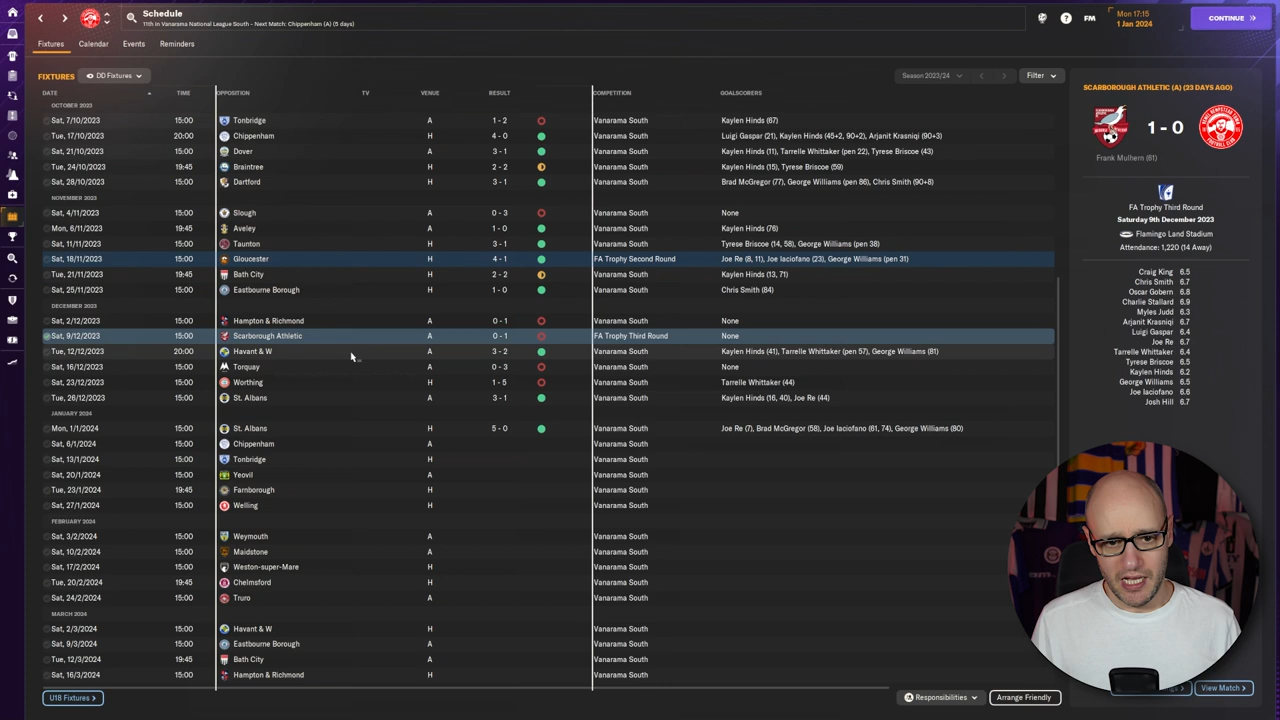 Schedule
11th in Vanarama National League South - Next Match: Chippenham (A) (5 days)
FM
Mon 17:15
1 Jan 2024
CONTINUE
Fixtures Calendar Events Reminders
FIXTURES DD Fixtures Season 2023/24 Filter
DATE TIME OPPOSITION TV VENUE RESULT COMPETITION GOALSCORERS
OCTOBER 2023
Sat, 7/10/2023 15:00 Tonbridge A 1 - 2 Vanarama South Kaylen Hinds (67)
Tue, 17/10/2023 20:00 Chippenham H 4 - 0 Vanarama South Luigi Gaspar (21), Kaylen Hinds (45+2, 90+2), Arjanit Krasniqi (90+3)
Sat, 21/10/2023 15:00 Dover A 3 - 1 Vanarama South Kaylen Hinds (11), Tarrelle Whittaker (pen 22), Tyrese Briscoe (43)
Tue, 24/10/2023 19:45 Braintree H 2 - 2 Vanarama South Kaylen Hinds (15), Tyrese Briscoe (59)
Sat, 28/10/2023 15:00 Dartford H 3 - 1 Vanarama South Brad McGregor (77), George Williams (pen 86), Chris Smith (90+8)
NOVEMBER 2023
Sat, 4/11/2023 15:00 Slough A 0 - 3 Vanarama South None
Mon, 6/11/2023 19:45 Aveley A 1 - 0 Vanarama South Kaylen Hinds (76)
Sat, 11/11/2023 15:00 Taunton H 3 - 1 Vanarama South Tyrese Briscoe (14, 58), George Williams (pen 38)
Sat, 18/11/2023 15:00 Gloucester H 4 - 1 FA Trophy Second Round Joe Re (8, 11), Joe Iaciofano (23), George Williams (pen 31)
Tue, 21/11/2023 19:45 Bath City H 2 - 2 Vanarama South Kaylen Hinds (13, 71)
Sat, 25/11/2023 15:00 Eastbourne Borough H 1 - 0 Vanarama South Chris Smith (84)
DECEMBER 2023
Sat, 2/12/2023 15:00 Hampton & Richmond A 0 - 1 Vanarama South None
Sat, 9/12/2023 15:00 Scarborough Athletic A 0 - 1 FA Trophy Third Round None
Tue, 12/12/2023 20:00 Havant & W A 3 - 2 Vanarama South Kaylen Hinds (41), Tarrelle Whittaker (pen 57), George Williams (81)
Sat, 16/12/2023 15:00 Torquay A 0 - 3 Vanarama South None
Sat, 23/12/2023 15:00 Worthing H 1 - 5 Vanarama South Tarrelle Whittaker (44)
Tue, 26/12/2023 15:00 St. Albans A 3 - 1 Vanarama South Kaylen Hinds (16, 40), Joe Re (44)
JANUARY 2024
Mon, 1/1/2024 15:00 St. Albans H 5 - 0 Vanarama South Joe Re (7), Brad McGregor (58), Joe Iaciofano (61, 74), George Williams (80)
Sat, 6/1/2024 15:00 Chippenham A Vanarama South
Sat, 13/1/2024 15:00 Tonbridge H Vanarama South
Sat, 20/1/2024 15:00 Yeovil A Vanarama South
Tue, 23/1/2024 19:45 Farnborough H Vanarama South
Sat, 27/1/2024 15:00 Welling H Vanarama South
FEBRUARY 2024
Sat, 3/2/2024 15:00 Weymouth A Vanarama South
Sat, 10/2/2024 15:00 Maidstone A Vanarama South
Sat, 17/2/2024 15:00 Weston-super-Mare H Vanarama South
Tue, 20/2/2024 19:45 Chelmsford H Vanarama South
Sat, 24/2/2024 15:00 Truro A Vanarama South
MARCH 2024
Sat, 2/3/2024 15:00 Havant & W H Vanarama South
Sat, 9/3/2024 15:00 Eastbourne Borough A Vanarama South
Tue, 12/3/2024 19:45 Bath City A Vanarama South
Sat, 16/3/2024 15:00 Hampton & Richmond H Vanarama South
U18 Fixtures > Responsibilities Arrange Friendly
SCARBOROUGH ATHLETIC (A) (23 DAYS AGO)
1 - 0
Frank Mulhern (61)
FA Trophy Third Round
Saturday 9th December 2023
Flamingo Land Stadium
Attendance: 1,220 (14 Away)
Craig King 6.5
Chris Smith 6.7
Oscar Gobern 6.8
Charlie Stallard 6.9
Myles Judd 6.3
Arjanit Krasniqi 6.7
Luigi Gaspar 6.4
Joe Re 6.7
Tarrelle Whittaker 6.4
Tyrese Briscoe 6.5
Kaylen Hinds 6.2
George Williams 6.5
Joe Iaciofano 6.6
Josh Hill 6.7
View Match >